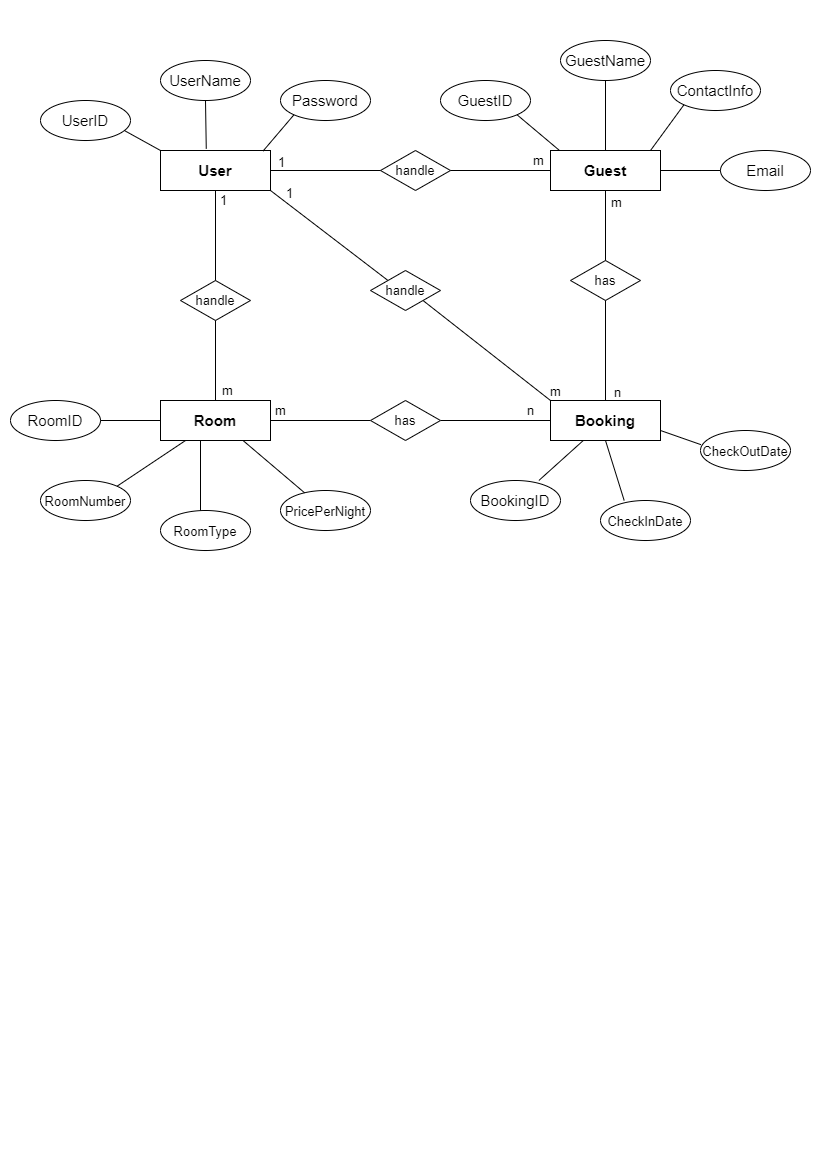 GuestName
UserName
ContactInfo
Password
GuestID
UserID
1
m
User
handle
Guest
Email
1
1
m
has
handle
handle
m
m
n
m
n
RoomID
Room
has
Booking
CheckOutDate
RoomNumber
BookingID
PricePerNight
CheckInDate
RoomType